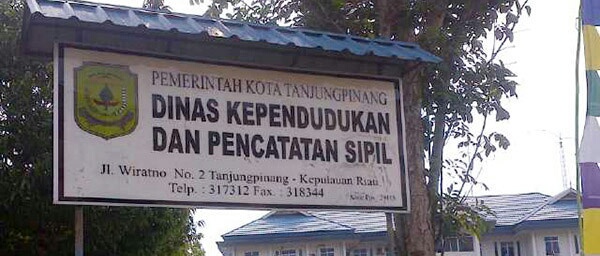 PEMERINTAH KOTA TANJUNGPINANG
DINAS KEPENDUDUKAN
DAN PENCATATAN SIPIL
Jl. Wiratno No. 2 Tanjungpinang - Kepulauan Riau
Telp. : 317312 Fax. : 318344